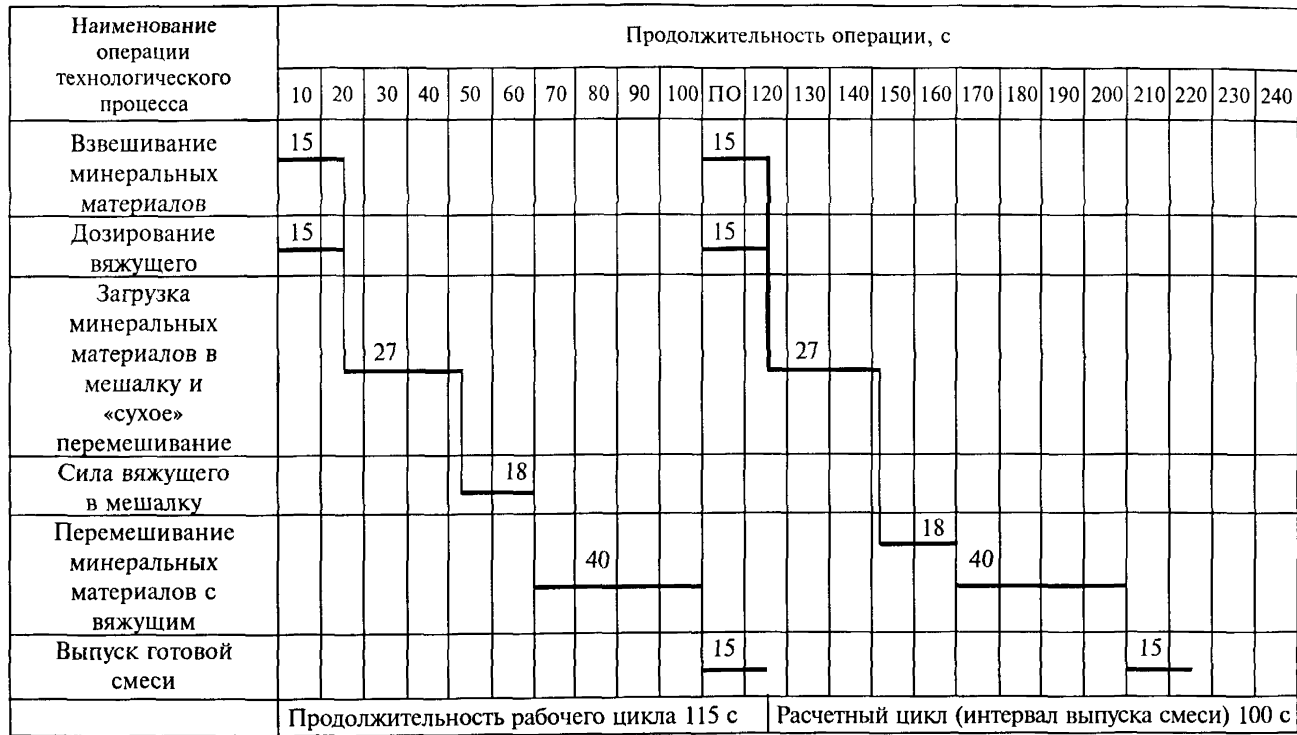 Наименование
операции
технологического
процесса
Продолжительность операции, с
10 20 30 40 50 60 70 80 90 100 ПО 120 130 140 150 160 170 180 190 200 210 220 230 240
Взвешивание
минеральных
материалов
15 15
Дозирование
вяжущего
15 15
Загрузка
минеральных
материалов в
мешалку и
«сухое»
перемешивание
27 27
Сила вяжущего
в мешалку
18
Перемешивание
минеральных
материалов с
вяжущим
18
40 40
Выпуск готовой
смеси
15 15
Продолжительность рабочего цикла 115 с
Расчетный цикл (интервал выпуска смеси) 100 с